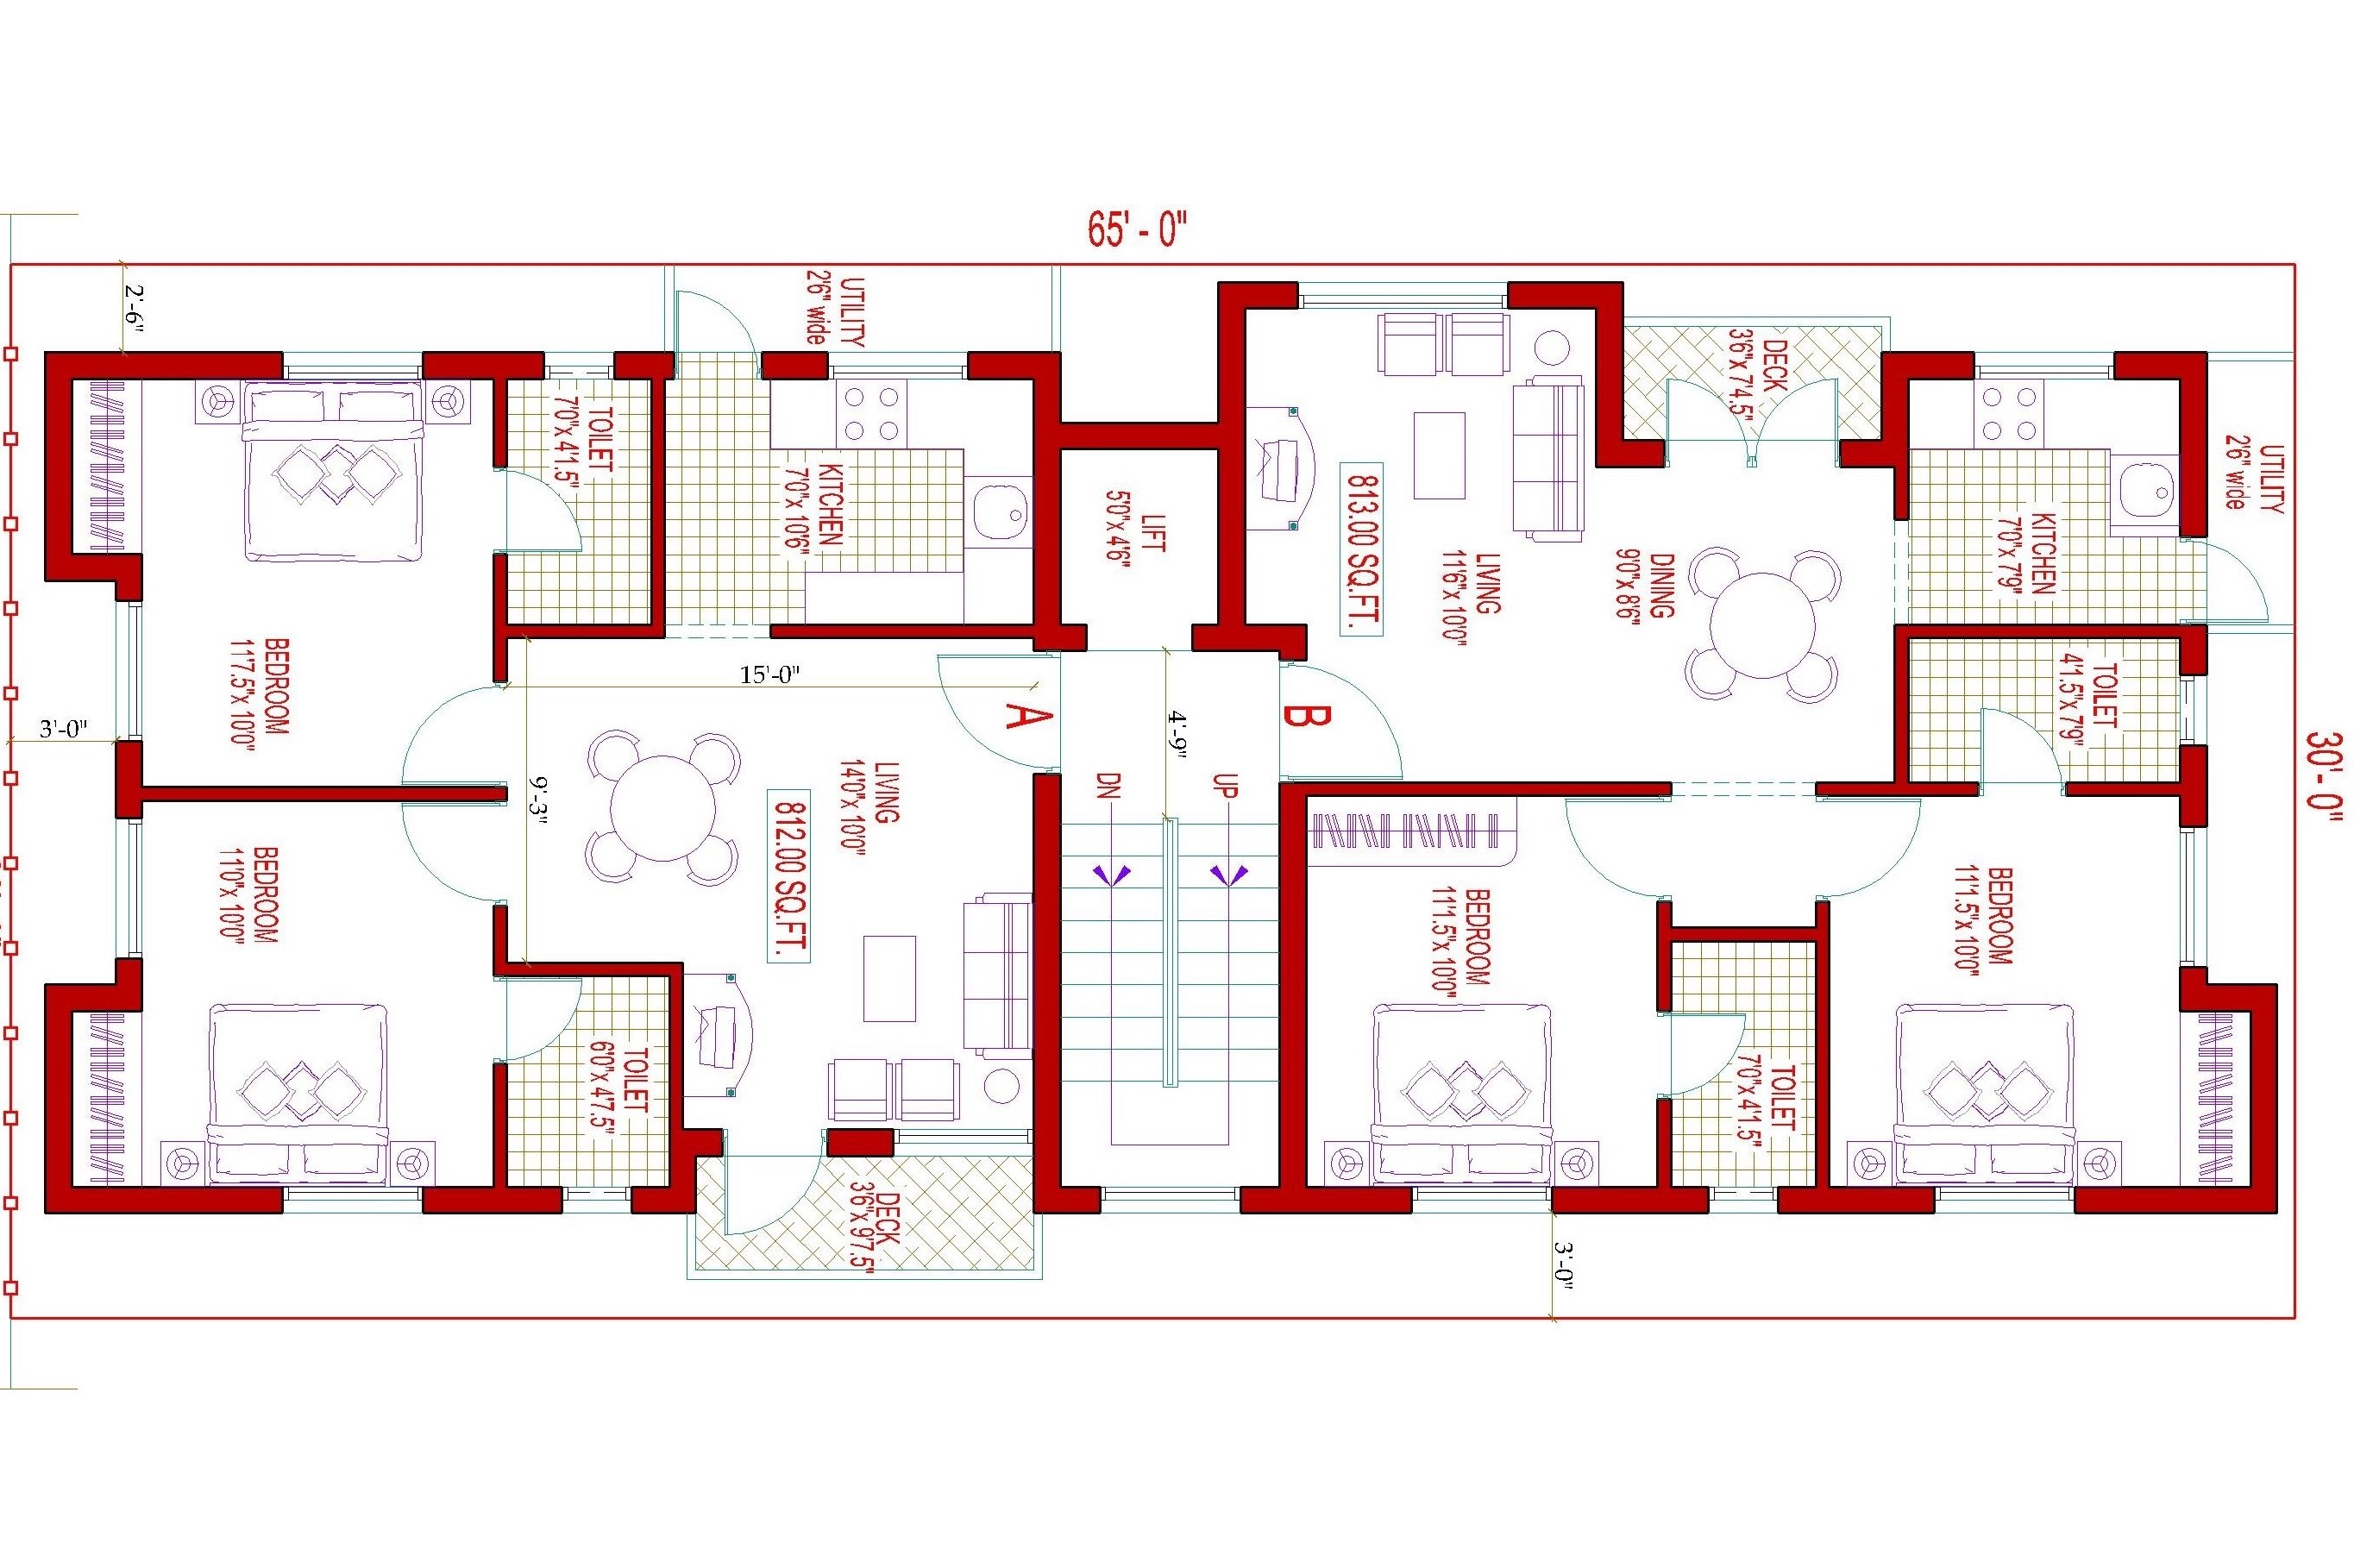 65' - 0"
2'-6"
UTILITY
2'6" wide
TOILET
7'0"x 4'1.5"
KITCHEN
7'0"x 10'6"
LIFT
5'0"x 4'6"
DECK
3'6"x 7'4.5"
813.00 SQ.FT.
LIVING
11'6"x 10'0"
DINING
9'0"x 8'6"
KITCHEN
7'0"x 7'9"
UTILITY
2'6" wide
BEDROOM
11'7.5"x 10'0"
3'-0"
15'-0"
9'-3"
A
4'-9"
B
TOILET
4'1.5"x 7'9"
30'- 0"
DN
UP
LIVING
14'0"x 10'0"
812.00 SQ.FT.
BEDROOM
11'0"x 10'0"
BEDROOM
11'1.5"x 10'0"
BEDROOM
11'1.5"x 10'0"
TOILET
6'0"x 4'7.5"
TOILET
7'0"x 4'1.5"
DECK
3'6"x 9'7.5"
3'-0"